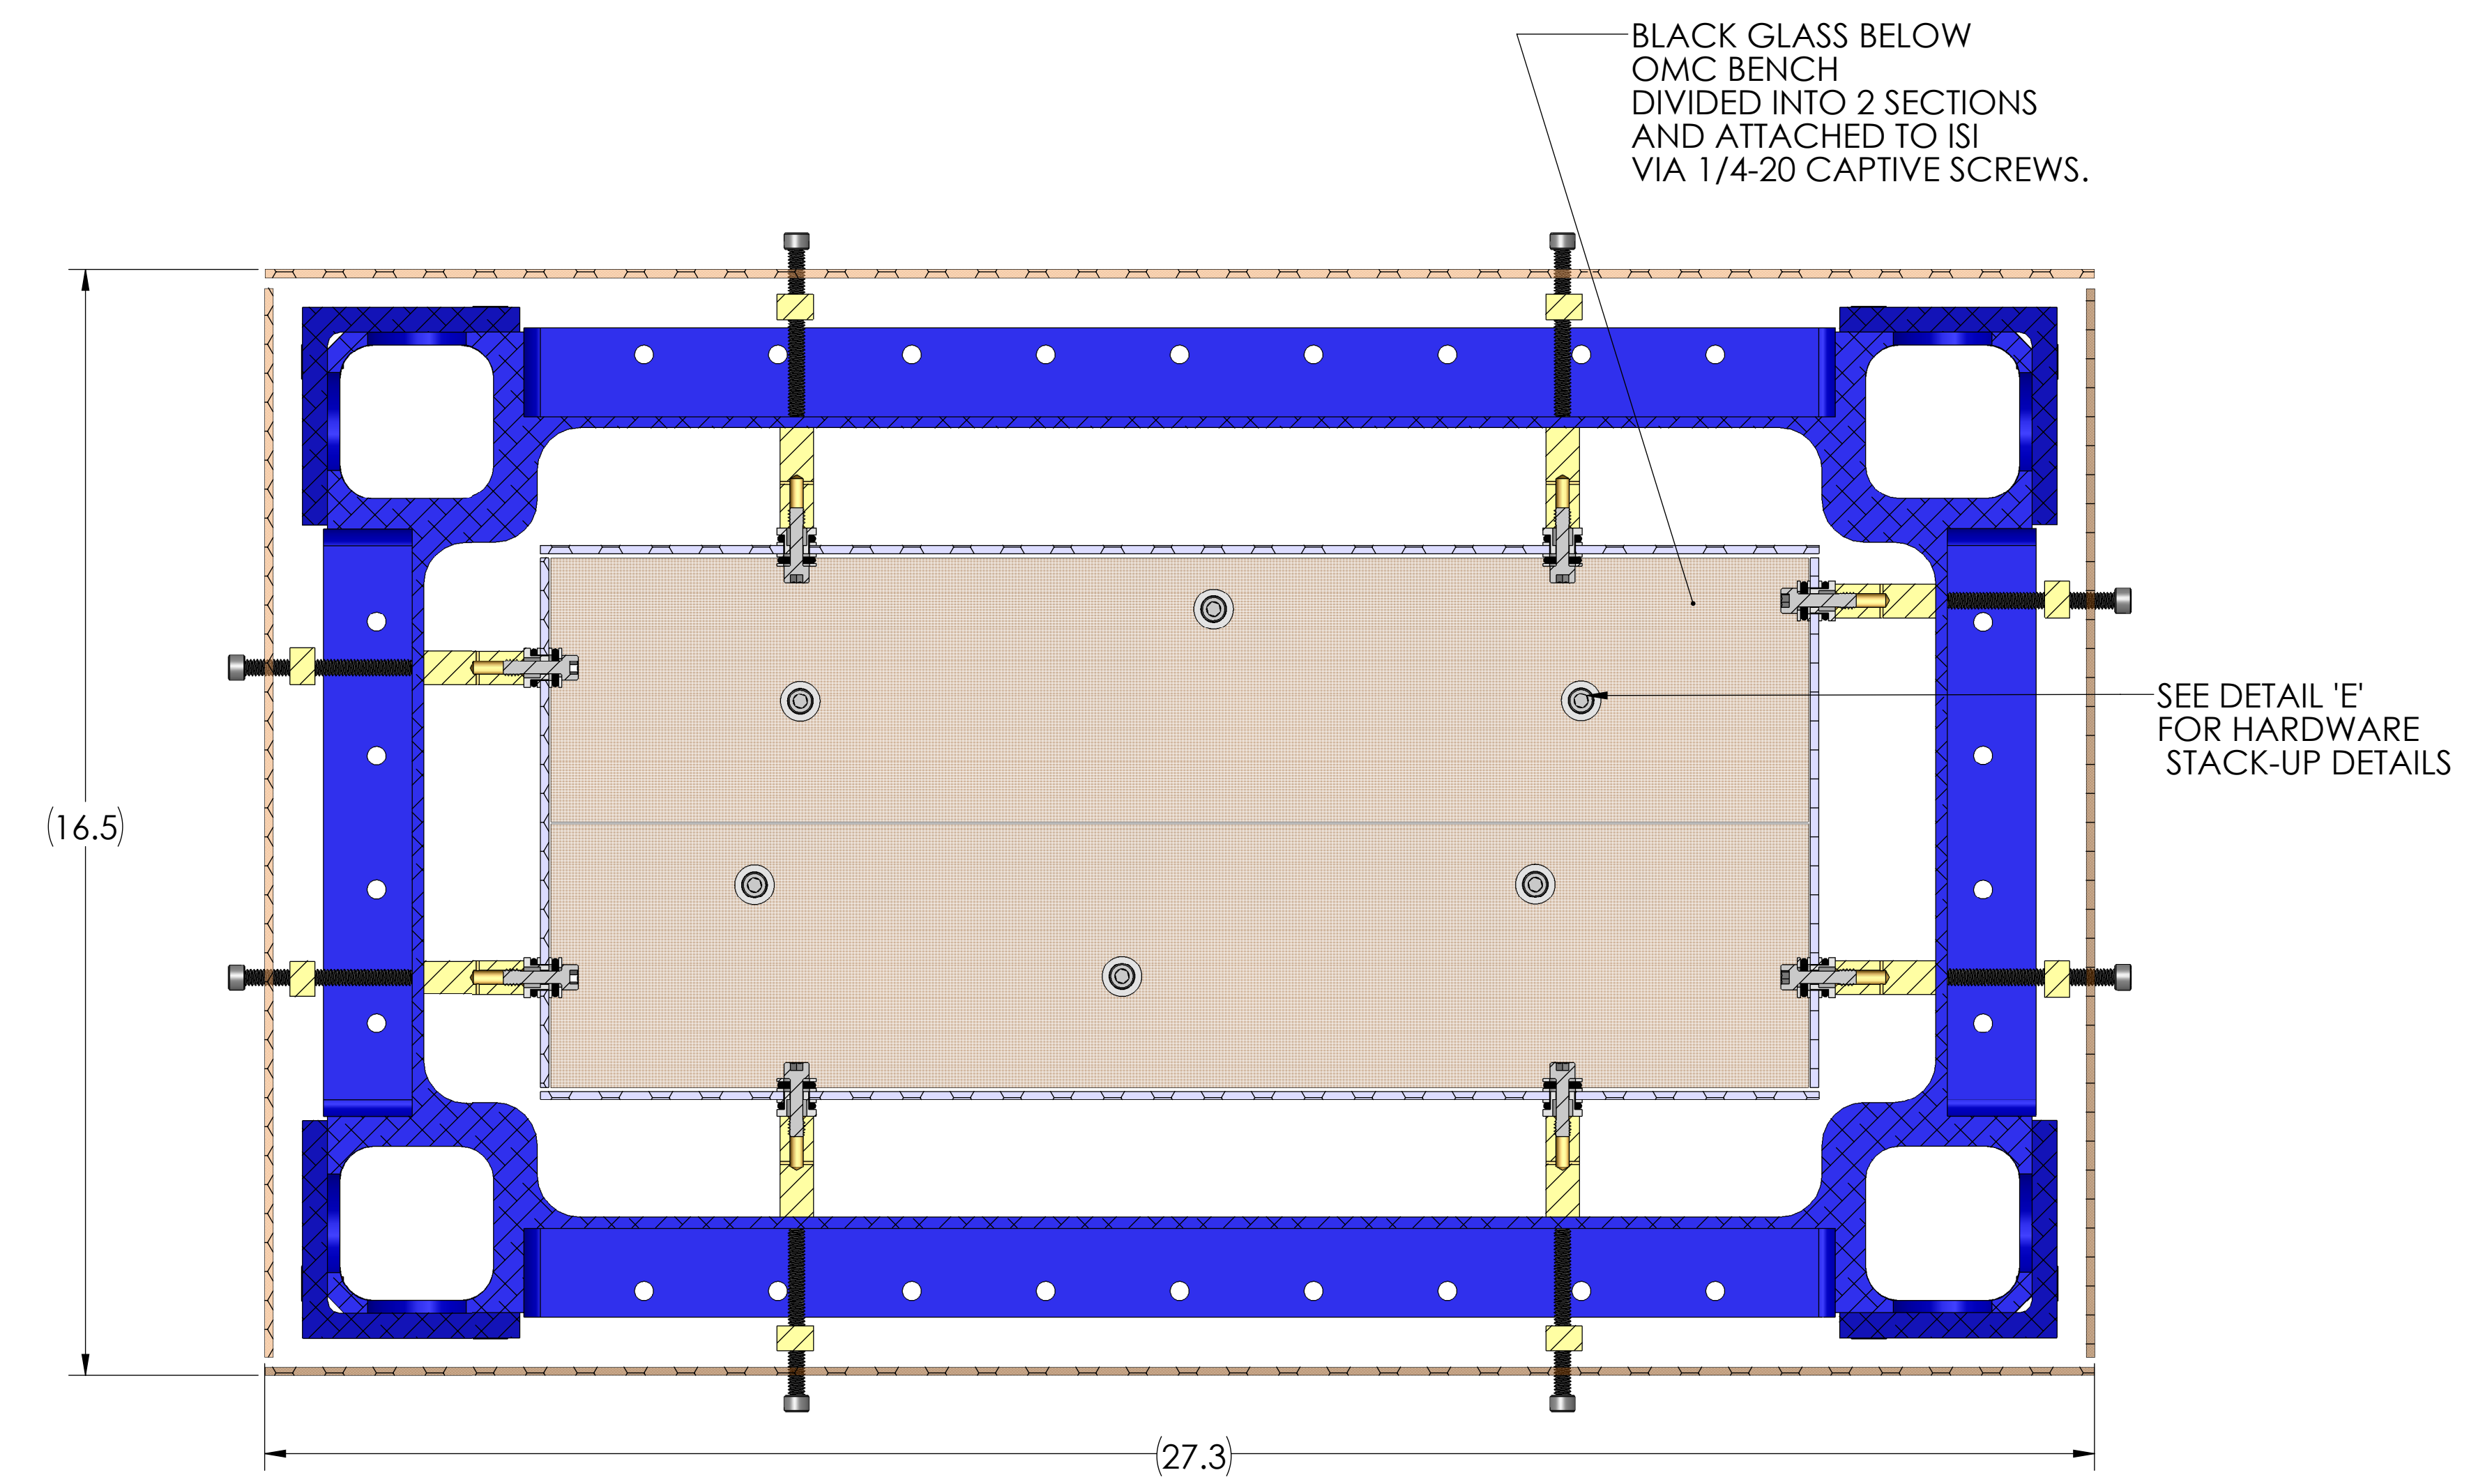 BLACK GLASS BELOW
OMC BENCH
DIVIDED INTO 2 SECTIONS
AND ATTACHED TO ISI
VIA 1/4-20 CAPTIVE SCREWS.
SEE DETAIL 'E'
FOR HARDWARE
STACK-UP DETAILS
(16.5)
(27.3)